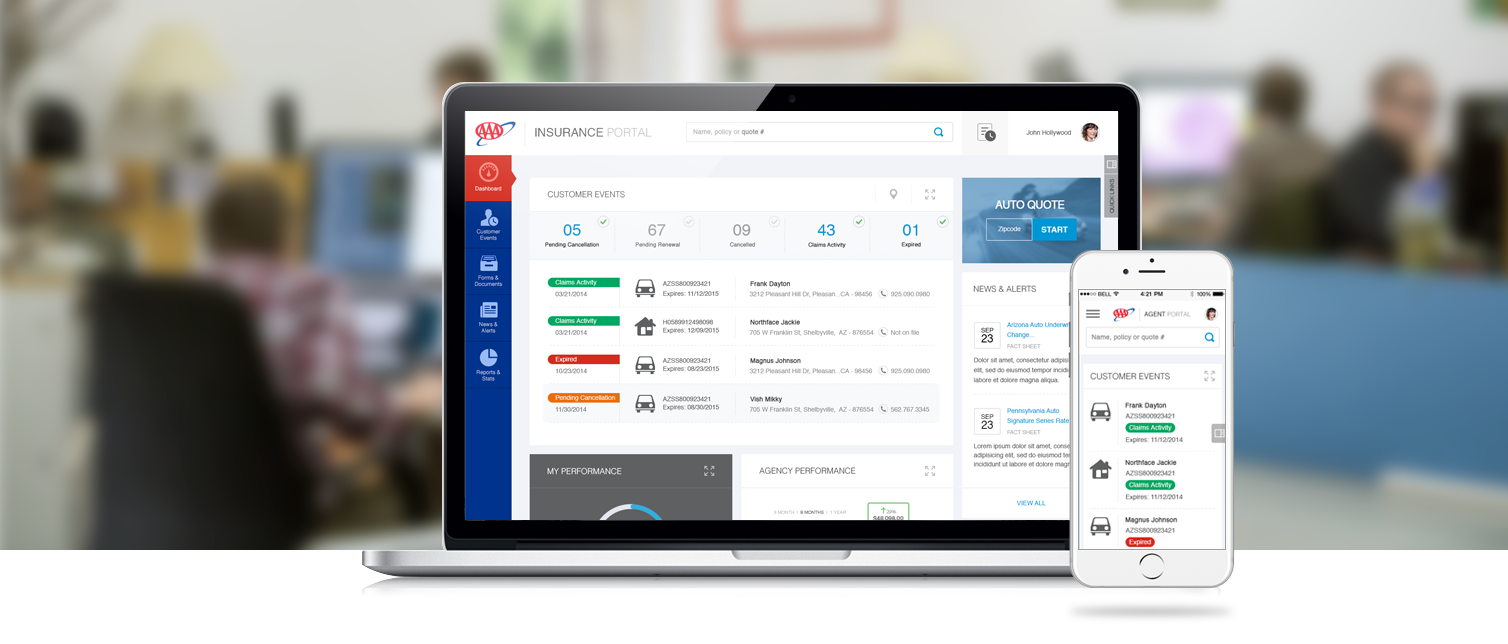 AAA
INSURANCE PORTAL
Name, policy or quote #
John Hollywood
Dashboard
Customer
Events
Forms &
Documents
News &
Alerts
Reports &
Stats
CUSTOMER EVENTS
05
Pending Cancellation
67
Pending Renewal
09
Cancelled
43
Claims Activity
01
Expired
Claims Activity
03/21/2014
AZSS800923421
Expires: 11/12/2015
Frank Dayton
3212 Pleasant Hill Dr, Pleasan...CA - 98456
925.090.0980
Claims Activity
03/21/2014
H0589912498098
Expires: 12/09/2015
Northface Jackie
705 W Franklin St, Shelbyville, AZ - 876554
Not on file
Expired
10/23/2014
AZSS800923421
Expires: 08/23/2015
Magnus Johnson
3212 Pleasant Hill Dr, Pleasan...CA - 98456
925.090.0980
Pending Cancellation
11/30/2014
AZSS800923421
Expires: 08/30/2015
Vish Mikky
705 W Franklin St, Shelbyville, AZ - 876554
562.767.3345
MY PERFORMANCE
AGENCY PERFORMANCE
3 MONTH | 6 MONTHS | 1 YEAR
20%
$48,098.00
AUTO QUOTE
Zipcode
START
QUICK LINKS
NEWS & ALERTS
SEP
23
Arizona Auto Underwri
Change...
FACT SHEET
Dolor sit amet, consectetur adipisi
elit, sed do eiusmod tempor incidi
labore et dolore magna aliqua.
SEP
23
Pennsylvania Auto
Signature Series Rate
FACT SHEET
Lorem ipsum dolor sit amet, conse
adipisicing elit, sed do eiusmod te
incididunt ut labore et dolore magn
VIEW ALL
BELL
4:21 PM
100%
AAA
AGENT PORTAL
Name, policy or quote #
CUSTOMER EVENTS
Frank Dayton
AZSS800923421
Claims Activity
Expires: 11/12/2014
Northface Jackie
AZSS800923421
Claims Activity
Expires: 11/12/2014
Magnus Johnson
AZSS800923421
Expired